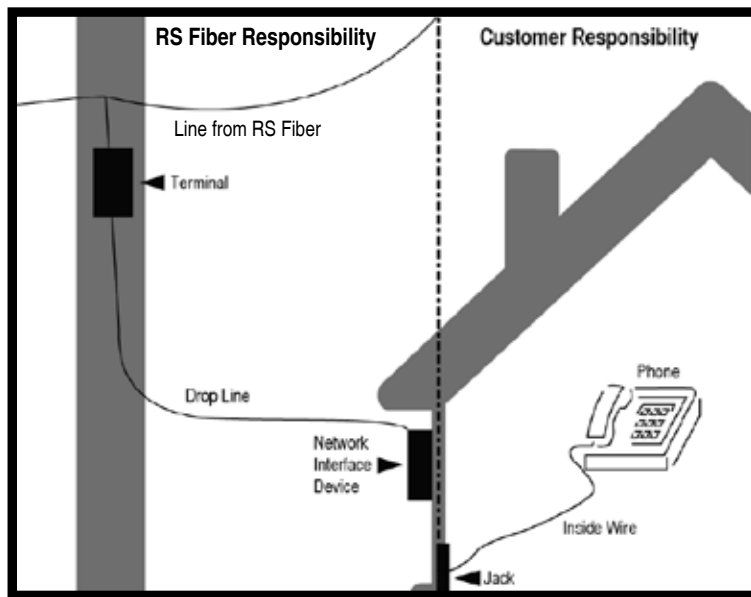 RS Fiber Responsibility
Customer Responsibility
Line from RS Fiber
Terminal
Drop Line
Network
Interface
Device
Phone
Inside Wire
Jack